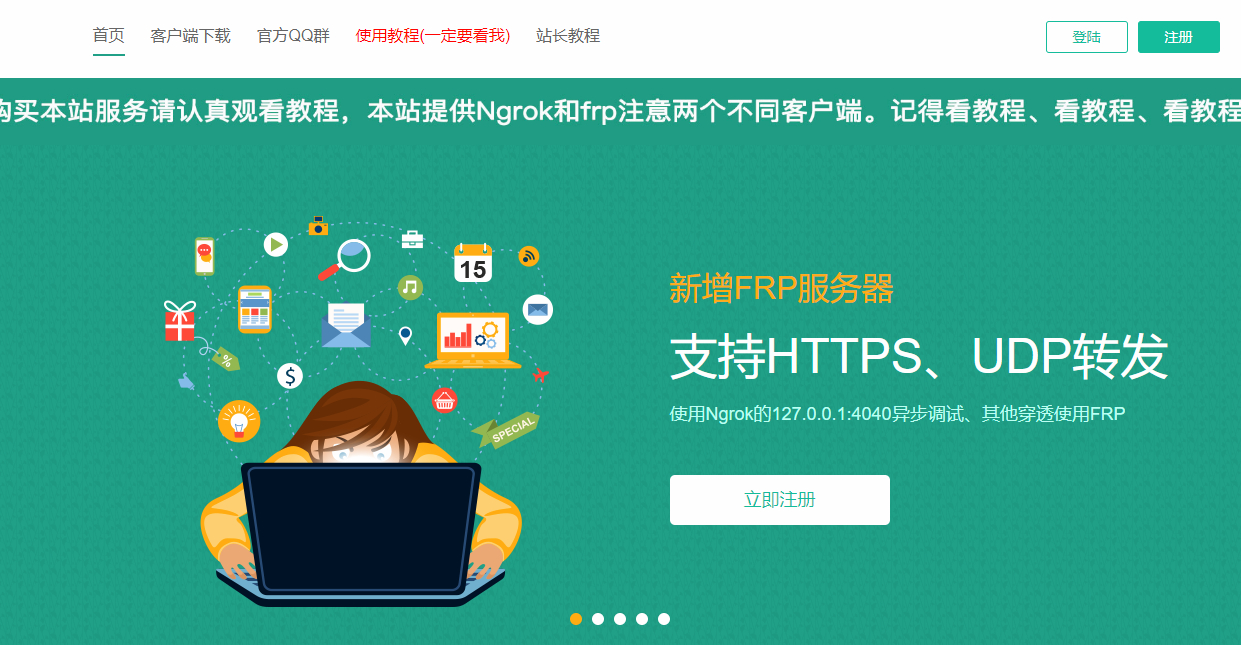 首页 客户端下载 官方QQ群 使用教程(一定要看我) 站长教程 登陆 注册
购买本站服务请认真观看教程，本站提供Ngrok和frp注意两个不同客户端。记得看教程、看教程、看教程
15
新增FRP服务器
支持HTTPS、UDP转发
%
$
使用Ngrok的127.0.0.1:4040异步调试、其他穿透使用FRP
SPECIAL
立即注册